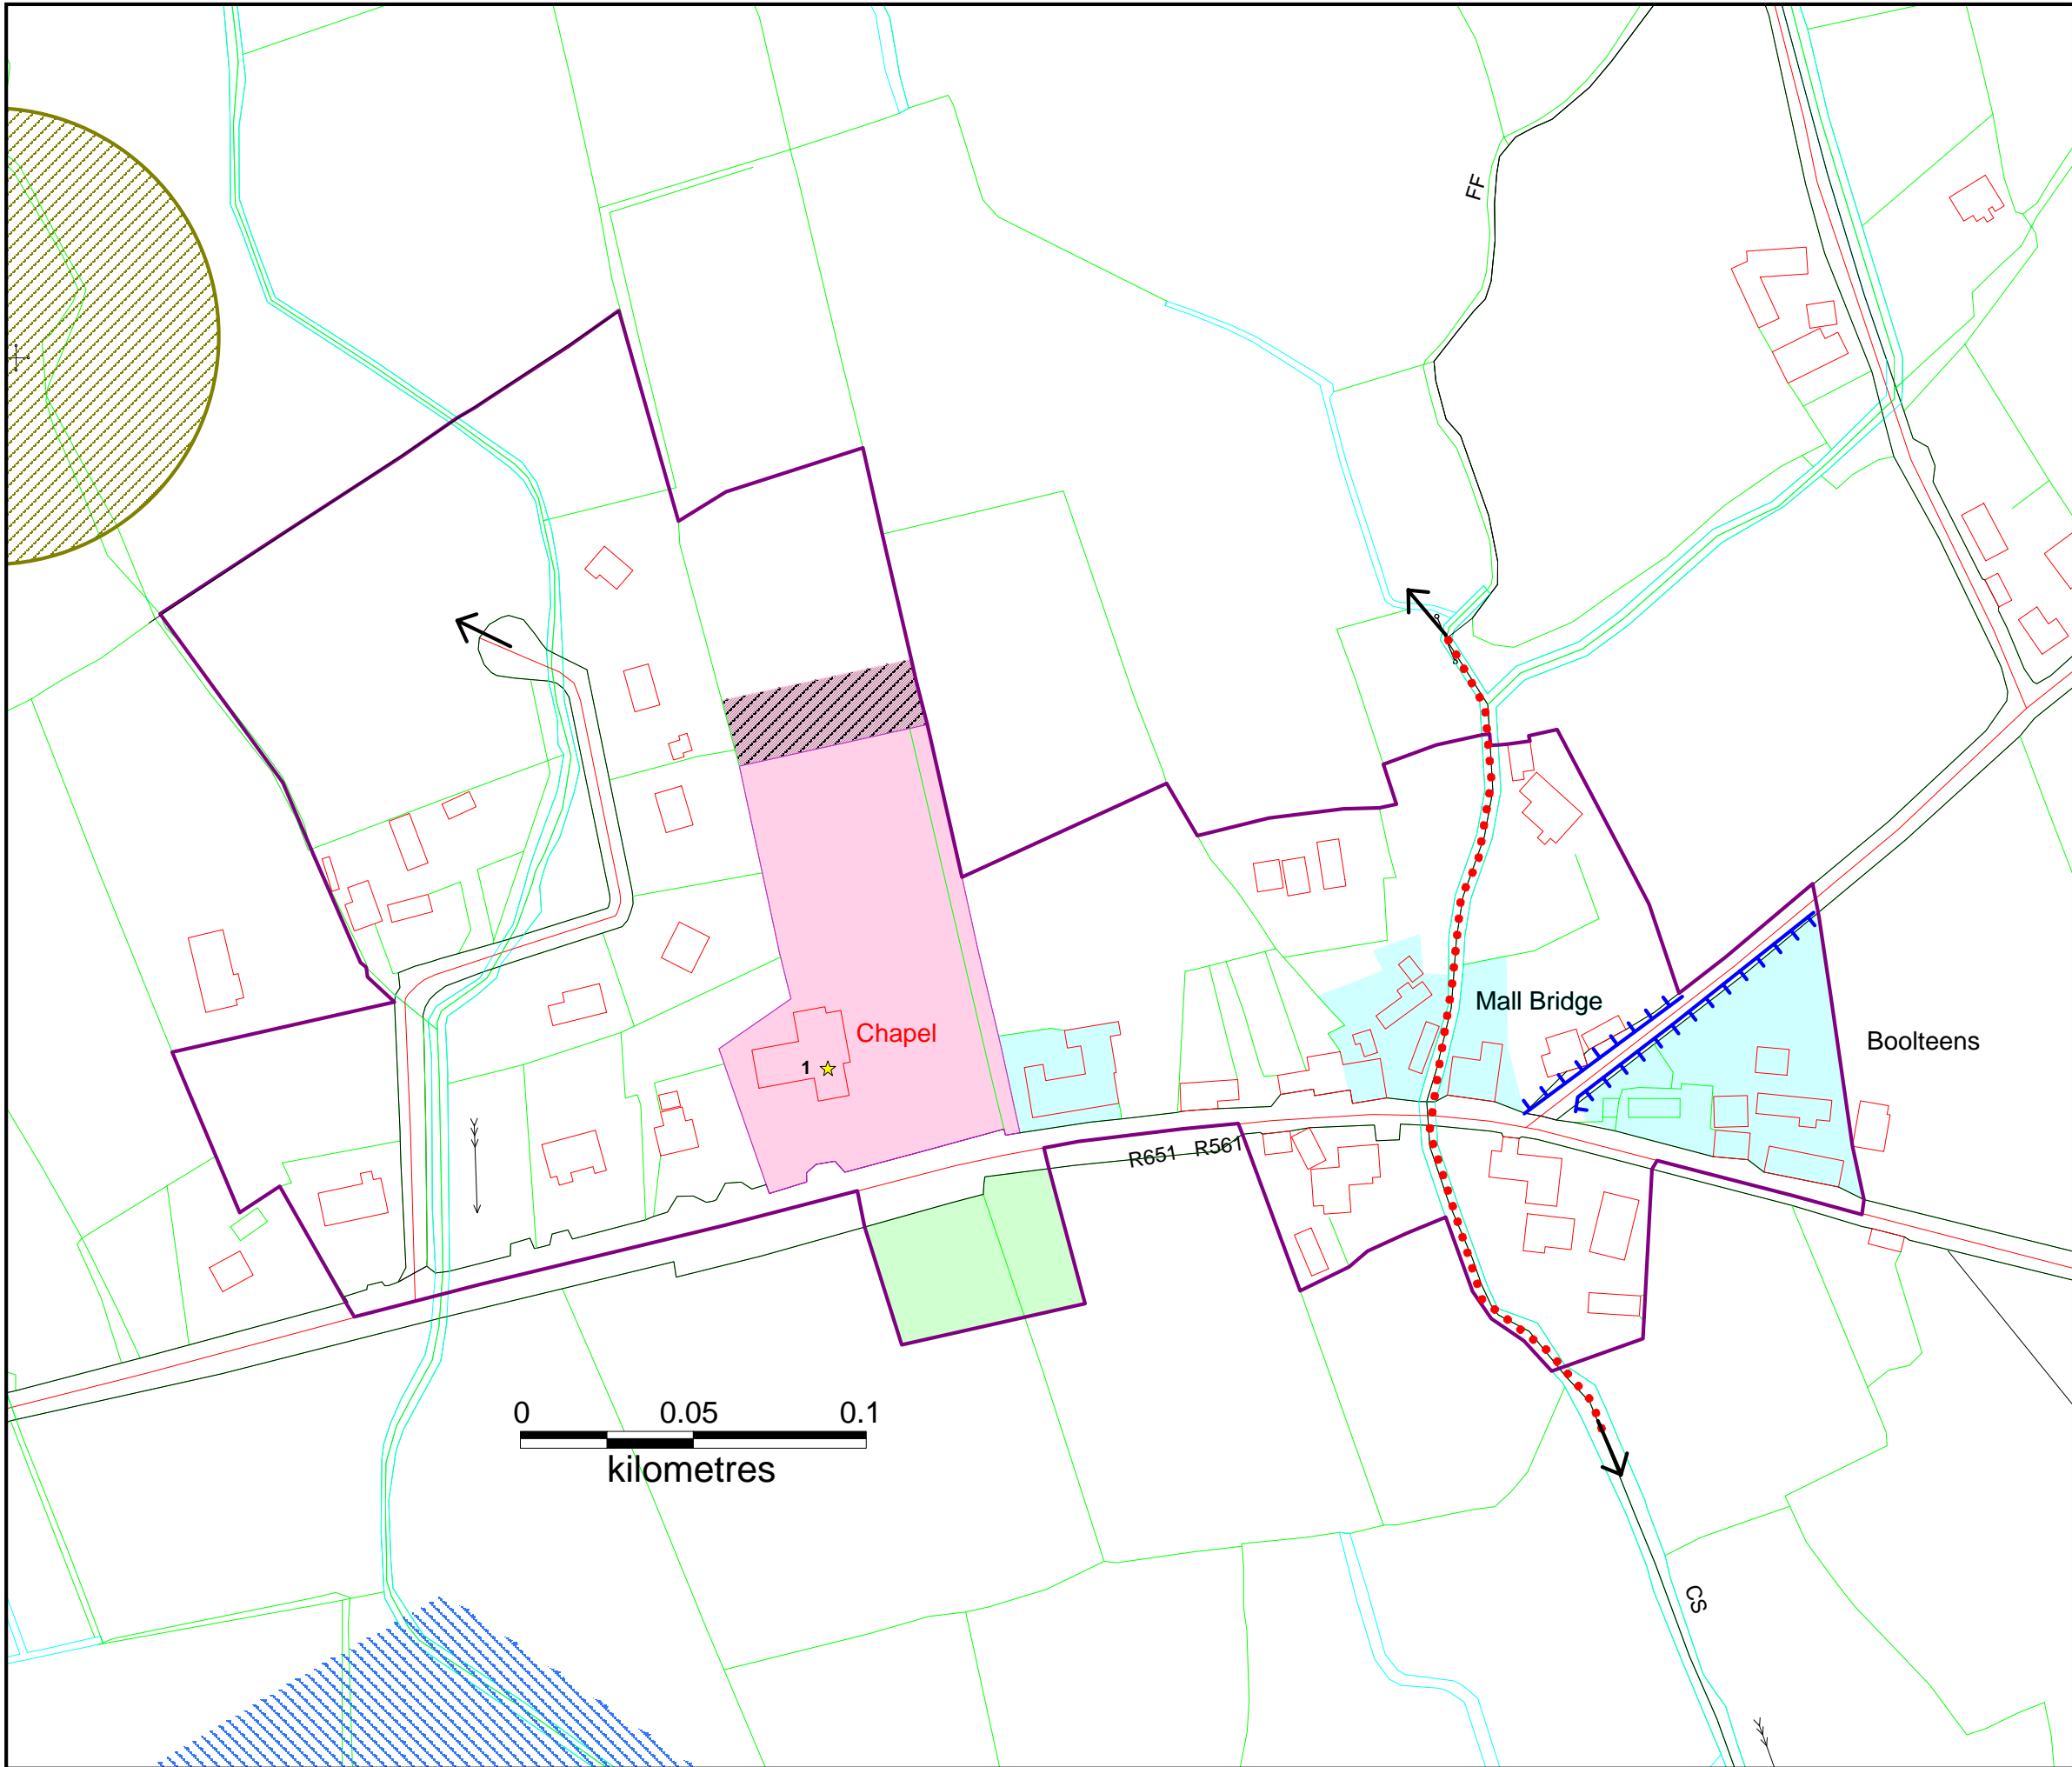 FF
Mall Bridge
Chapel
Boolteens
1
R651 R561
0 0.05 0.1
kilometres
CS